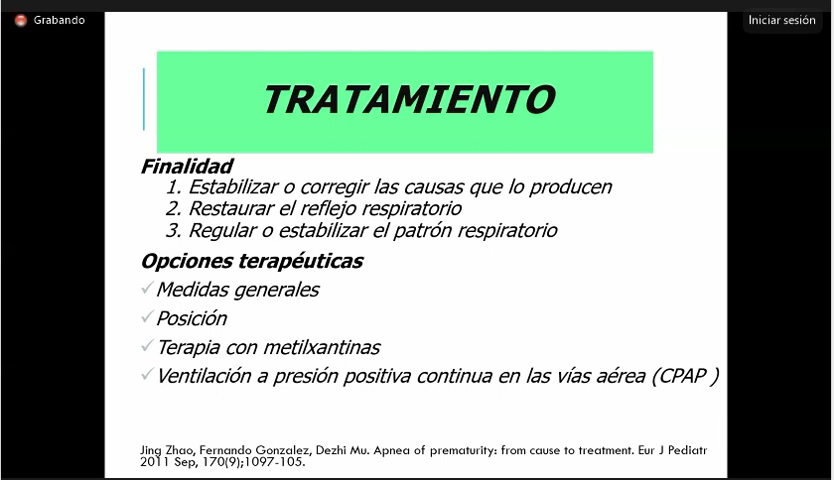 Grabando
Iniciar sesión
TRATAMIENTO
Finalidad
1. Estabilizar o corregir las causas que lo producen
2. Restaurar el reflejo respiratorio
3. Regular o estabilizar el patrón respiratorio
Opciones terapéuticas
✓Medidas generales
✓Posición
✓Terapia con metilxantinas
✓Ventilación a presión positiva continua en las vías aérea (CPAP )
Jing Zhao, Fernando Gonzalez, Dezhi Mu. Apnea of prematurity: from cause to treatment. Eur J Pediatr
2011 Sep, 170(9);1097-105.